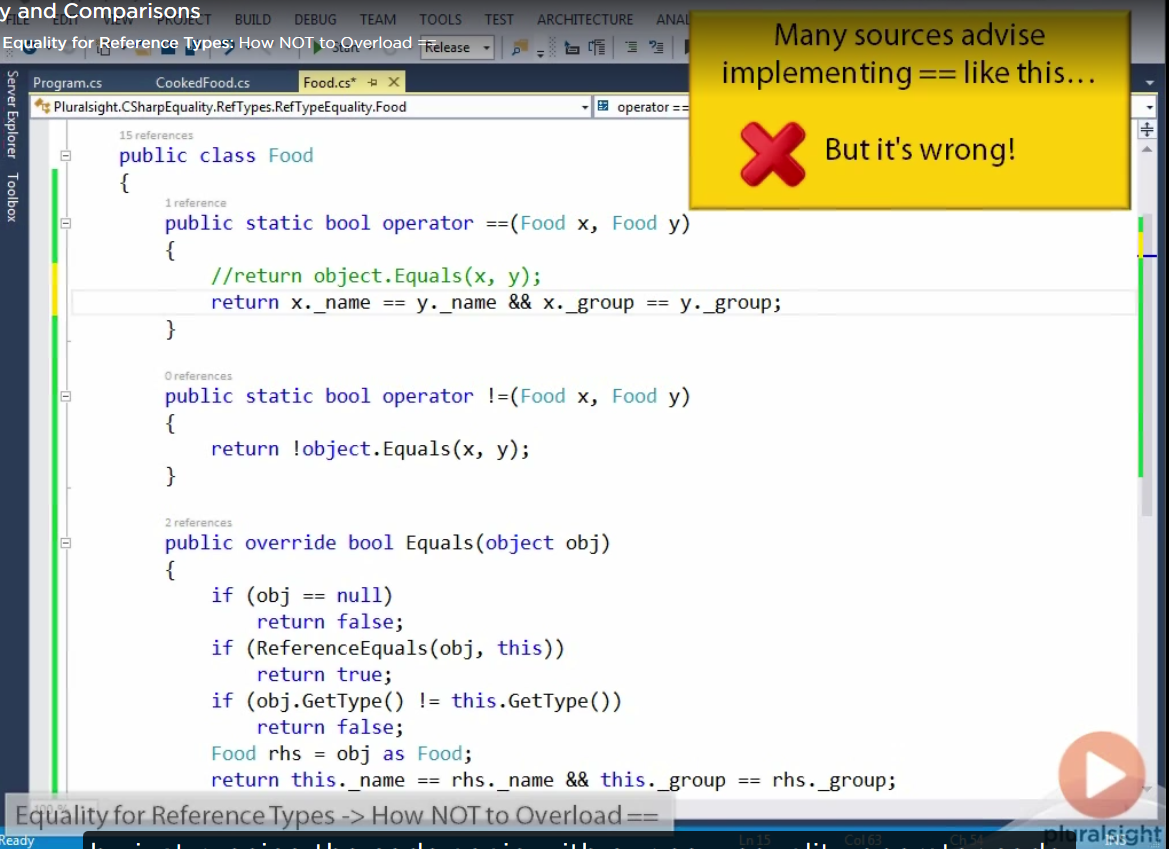 y and Comparisons
FILE EDIT VIEW PROJECT BUILD DEBUG TEAM TOOLS TEST ARCHITECTURE ANAL
Equality for Reference Types: How NOT to Overload ==
Start
Release
Many sources advise
implementing == like this...
But it's wrong!
Server Explorer
Toolbox
Program.cs CookedFood.cs Food.cs*
Pluralsight.CSharpEquality.RefTypes.RefTypeEquality.Food operator ==
15 references
public class Food
{
1 reference
public static bool operator ==(Food x, Food y)
{
//return object.Equals(x, y);
return x._name == y._name && x._group == y._group;
}
0 references
public static bool operator !=(Food x, Food y)
{
return !object.Equals(x, y);
}
2 references
public override bool Equals(object obj)
{
if (obj == null)
return false;
if (ReferenceEquals(obj, this))
return true;
if (obj.GetType() != this.GetType())
return false;
Food rhs = obj as Food;
return this._name == rhs._name && this._group == rhs._group;
100 %
Equality for Reference Types -> How NOT to Overload ==
pluralsight
Ready Ln 15 Col 63 Ch 54 INS